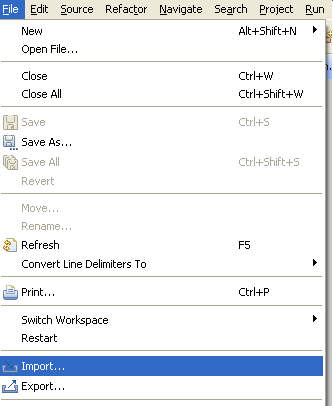 File Edit Source Refactor Navigate Search Project Run
New Alt+Shift+N
Open File...
Close Ctrl+W
Close All Ctrl+Shift+W
Save Ctrl+S
Save As...
Save All Ctrl+Shift+S
Revert
Move...
Rename...
Refresh F5
Convert Line Delimiters To
Print... Ctrl+P
Switch Workspace
Restart
Import...
Export...